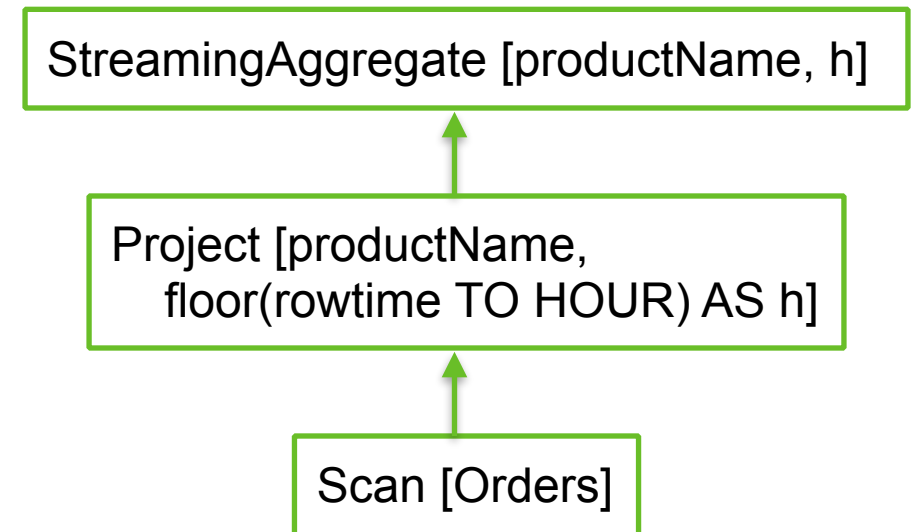 StreamingAggregate [productName, h]
Project [productName,
floor(rowtime TO HOUR) AS h]
Scan [Orders]